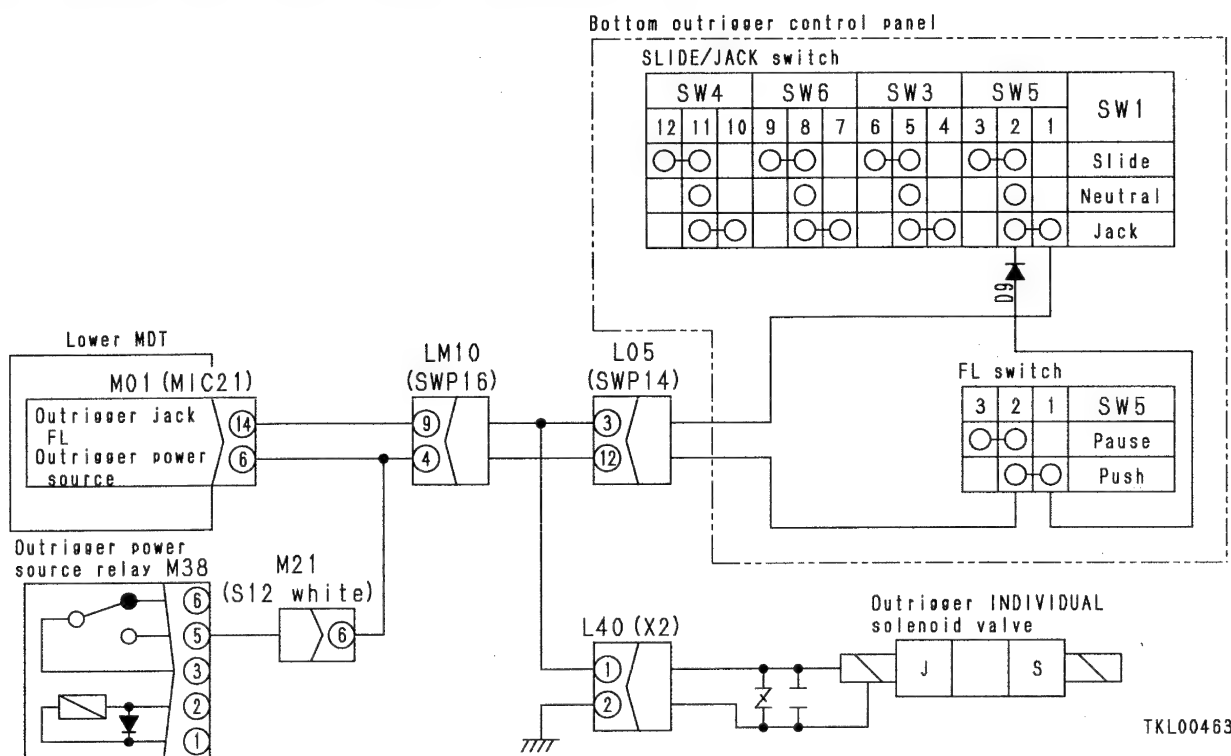 Bottom outrigger control panel
SLIDE/JACK switch
SW4 SW6 SW3 SW5 SW1
12 11 10 9 8 7 6 5 4 3 2 1
Slide
Neutral
Jack
D9
Lower MDT
M01 (MIC21)
LM10
(SWP16)
L05
(SWP14)
FL switch
3 2 1 SW5
Pause
Push
Outrigger jack
FL
Outrigger power
source
14
6
9
4
3
12
Outrigger power
source relay M38
M21
(S12 white)
6
5
3
2
1
6
L40 (X2)
1
2
Outrigger INDIVIDUAL
solenoid valve
J S
TKL00463